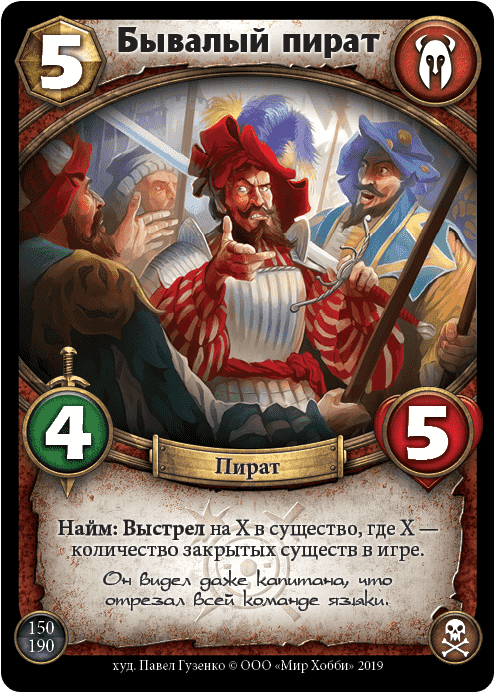 5
Бывалый пират
4
5
Пират
Найм: Выстрел на X в существо, где X —
количество закрытых существ в игре.
Он видел даже капитана, что
отрезал всей команде языки.
150
190
худ. Павел Гузенко © ООО «Мир Хобби» 2019